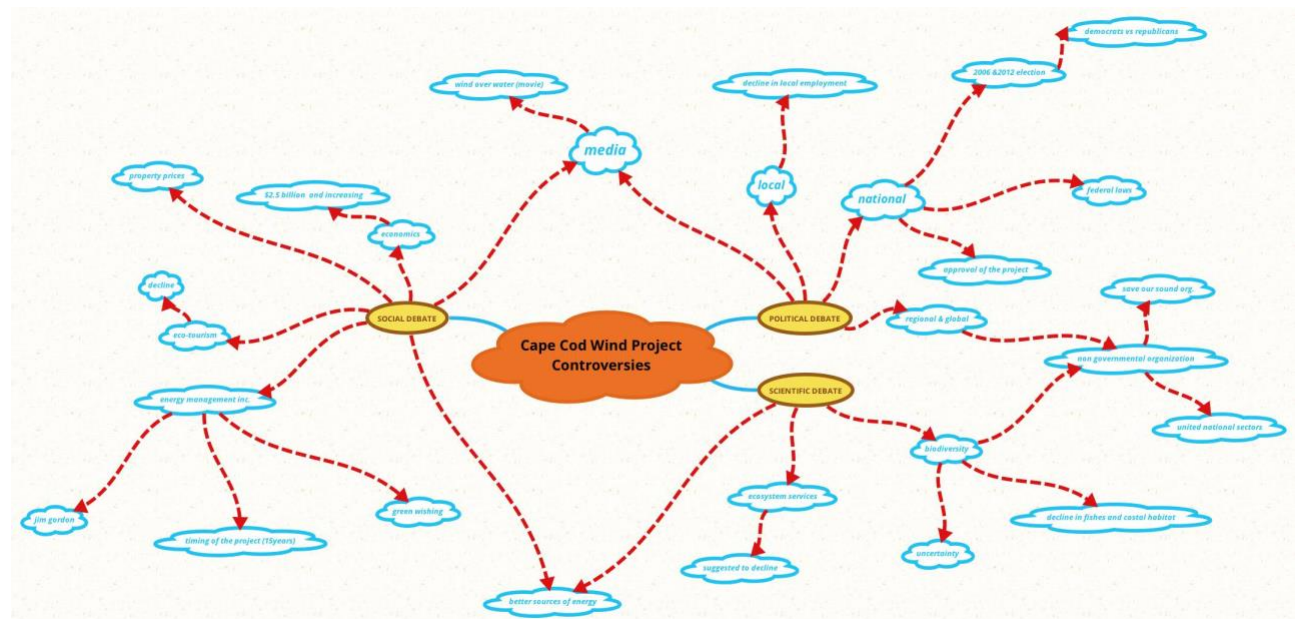 democrats vs republicans
2006 &2012 election
wind over water (movie)
decline in local employment
media
property prices
$2.5 billion and increasing
local
national
federal laws
economics
approval of the project
decline
save our sound org.
SOCIAL DEBATE
POLITICAL DEBATE
regional & global
eco-tourism
Cape Cod Wind Project
Controversies
non governmental organization
SCIENTIFIC DEBATE
energy management inc.
united national sectors
biodiversity
ecosystem services
green wishing
jim gordon
decline in fishes and costal habitat
timing of the project (15years)
uncertainty
suggested to decline
better sources of energy